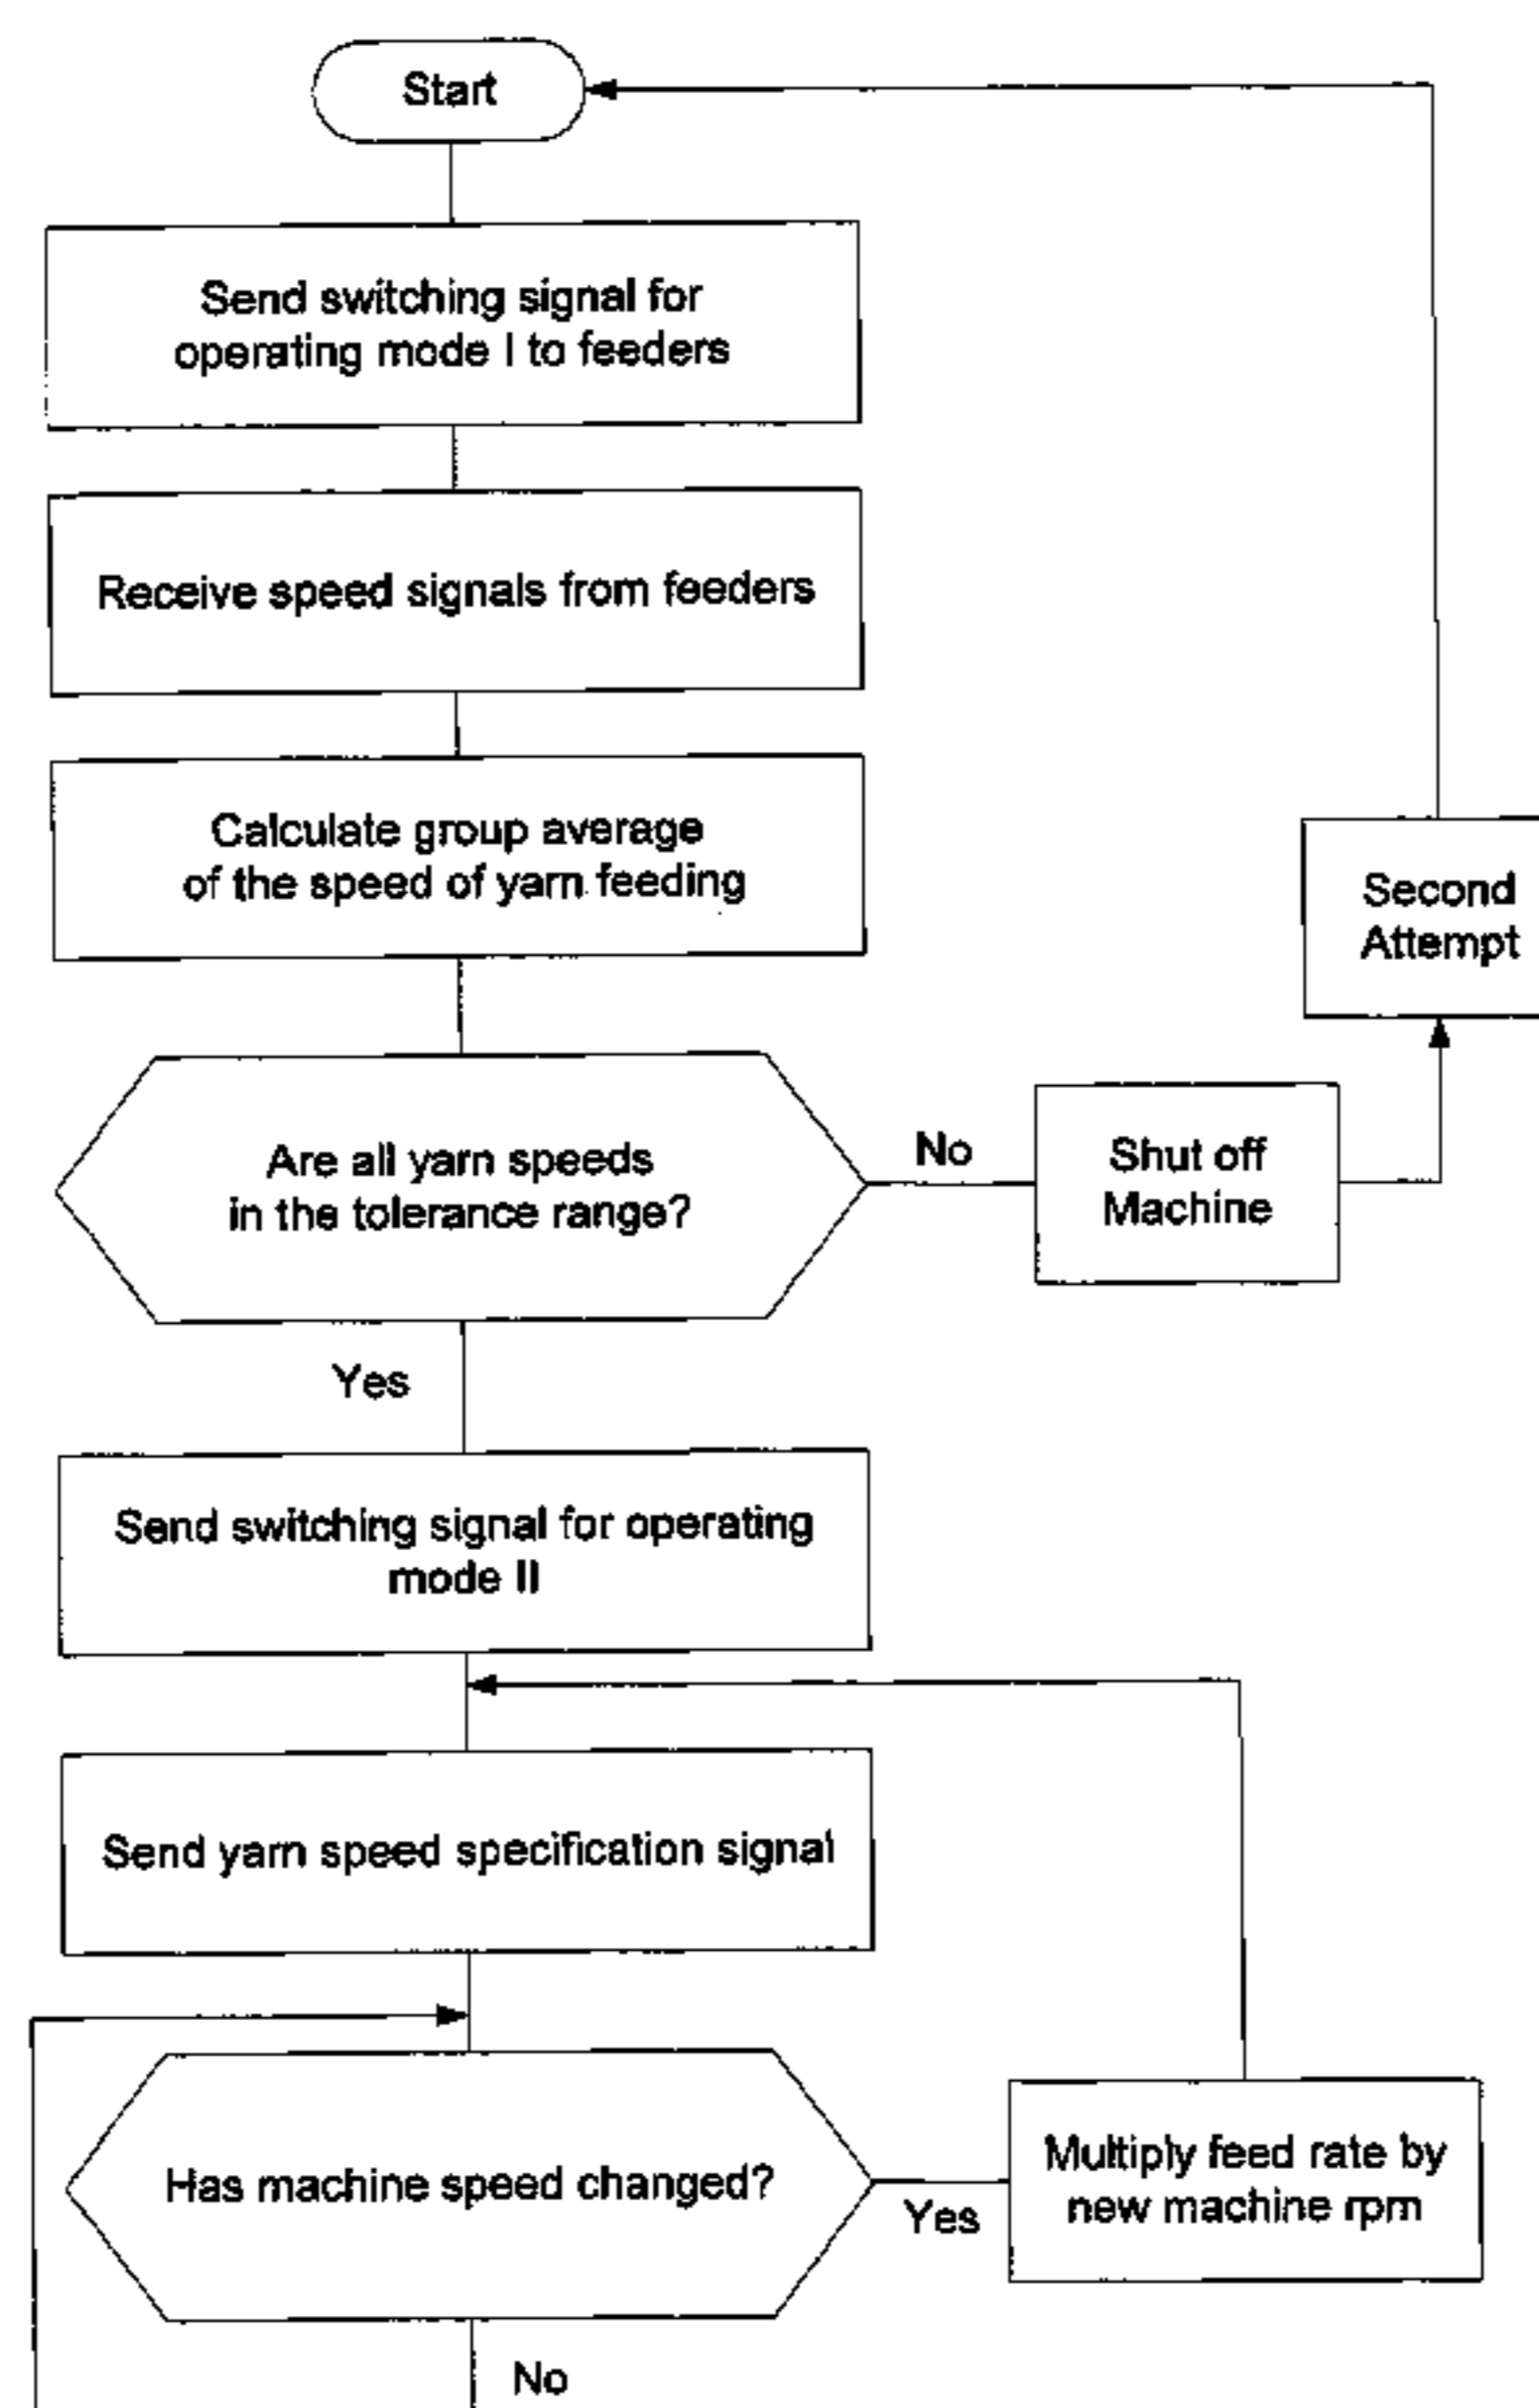 Start
Send switching signal for
operating mode I to feeders
Receive speed signals from feeders
Calculate group average
of the speed of yarn feeding
Second
Attempt
Are all yarn speeds
in the tolerance range?
No
Shut off
Machine
Yes
Send switching signal for operating
mode II
Send yarn speed specification signal
Has machine speed changed?
Yes
Multiply feed rate by
new machine rpm
No